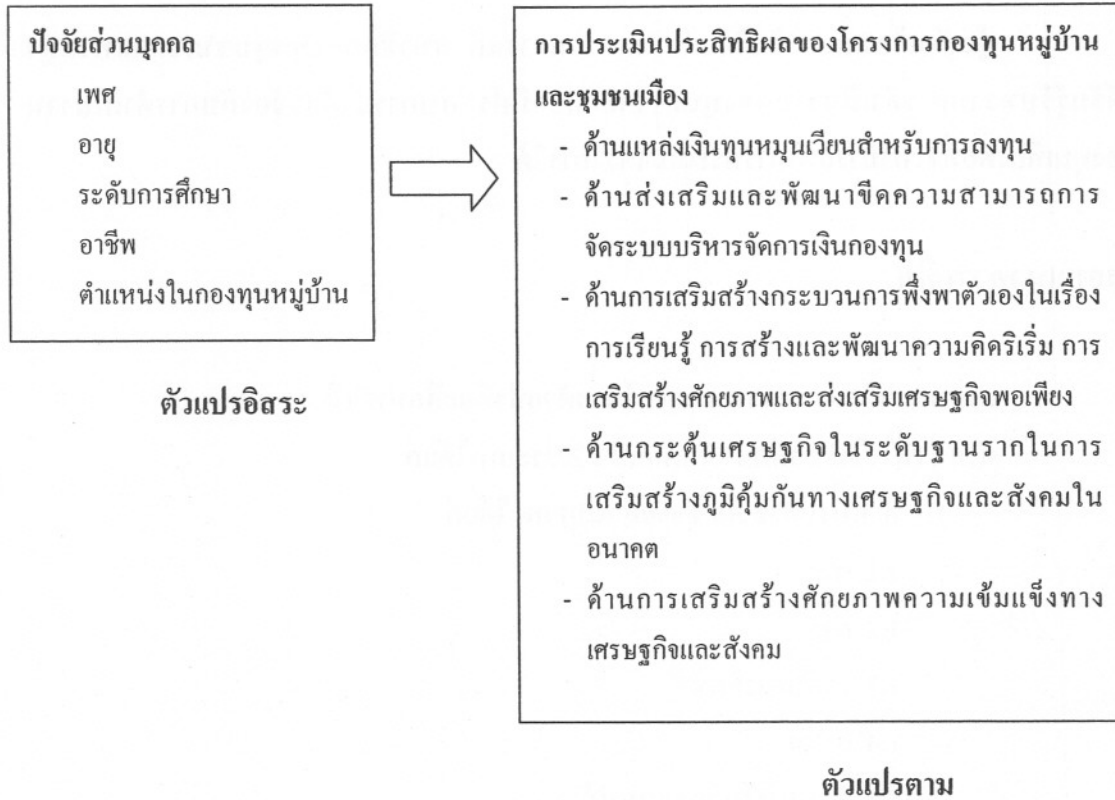 ปัจจัยส่วนบุคคล
เพศ
อายุ
ระดับการศึกษา
อาชีพ
ตำแหน่งในกองทุนหมู่บ้าน
ตัวแปรอิสระ
การประเมินประสิทธิผลของโครงการกองทุนหมู่บ้าน
และชุมชนเมือง
- ด้านแหล่งเงินทุนหมุนเวียนสำหรับการลงทุน
- ด้านส่งเสริมและพัฒนาขีดความสามารถการ
จัดระบบบริหารจัดการเงินกองทุน
- ด้านการเสริมสร้างกระบวนการพึ่งพาตัวเองในเรื่อง
การเรียนรู้ การสร้างและพัฒนาความคิดริเริ่ม การ
เสริมสร้างศักยภาพและส่งเสริมเศรษฐกิจพอเพียง
- ด้านกระตุ้นเศรษฐกิจในระดับฐานรากในการ
เสริมสร้างภูมิคุ้มกันทางเศรษฐกิจและสังคมใน
อนาคต
- ด้านการเสริมสร้างศักยภาพความเข้มแข็งทาง
เศรษฐกิจและสังคม
ตัวแปรตาม